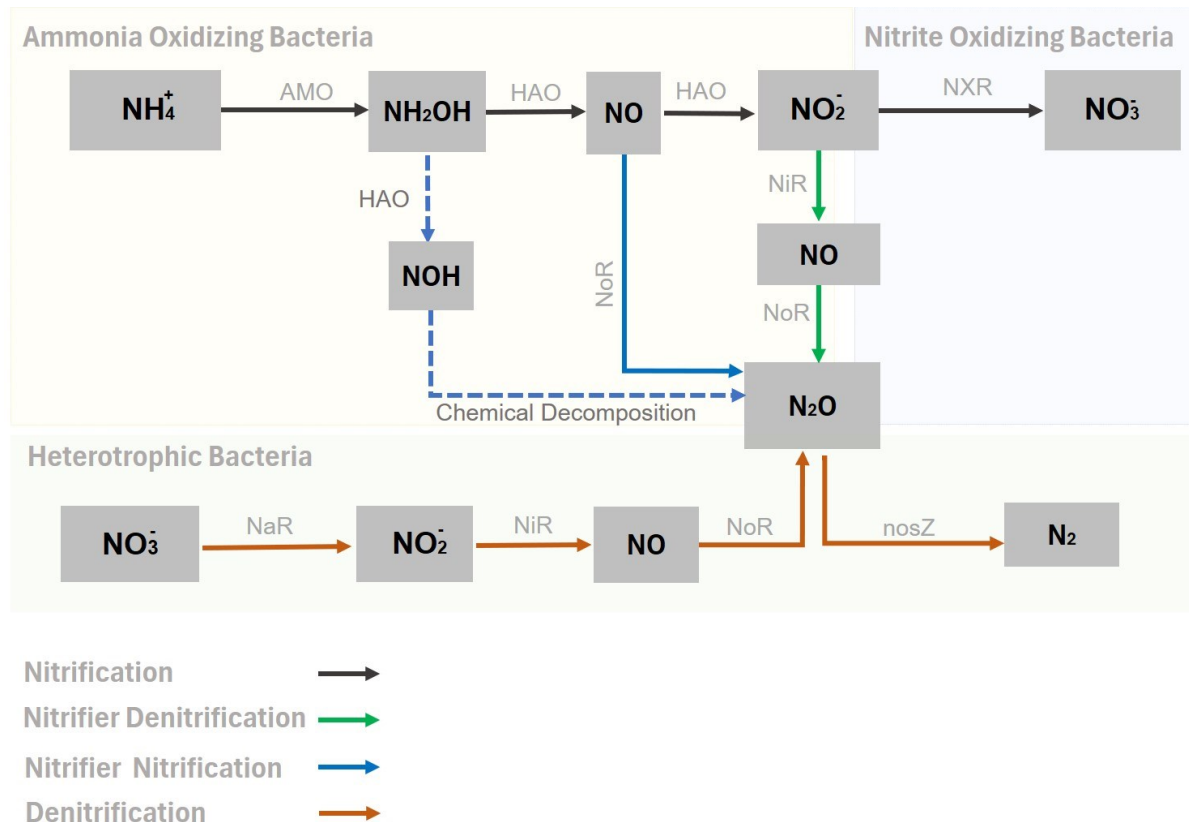 Ammonia Oxidizing Bacteria
Nitrite Oxidizing Bacteria
NH₄⁺
AMO
NH₂OH
HAO
NO
HAO
NO₂⁻
NXR
NO₃⁻
HAO
NOH
NoR
NiR
NO
NoR
Chemical Decomposition
N₂O
Heterotrophic Bacteria
NO₃⁻
NaR
NO₂⁻
NiR
NO
NoR
nosZ
N₂
Nitrification
Nitrifier Denitrification
Nitrifier Nitrification
Denitrification